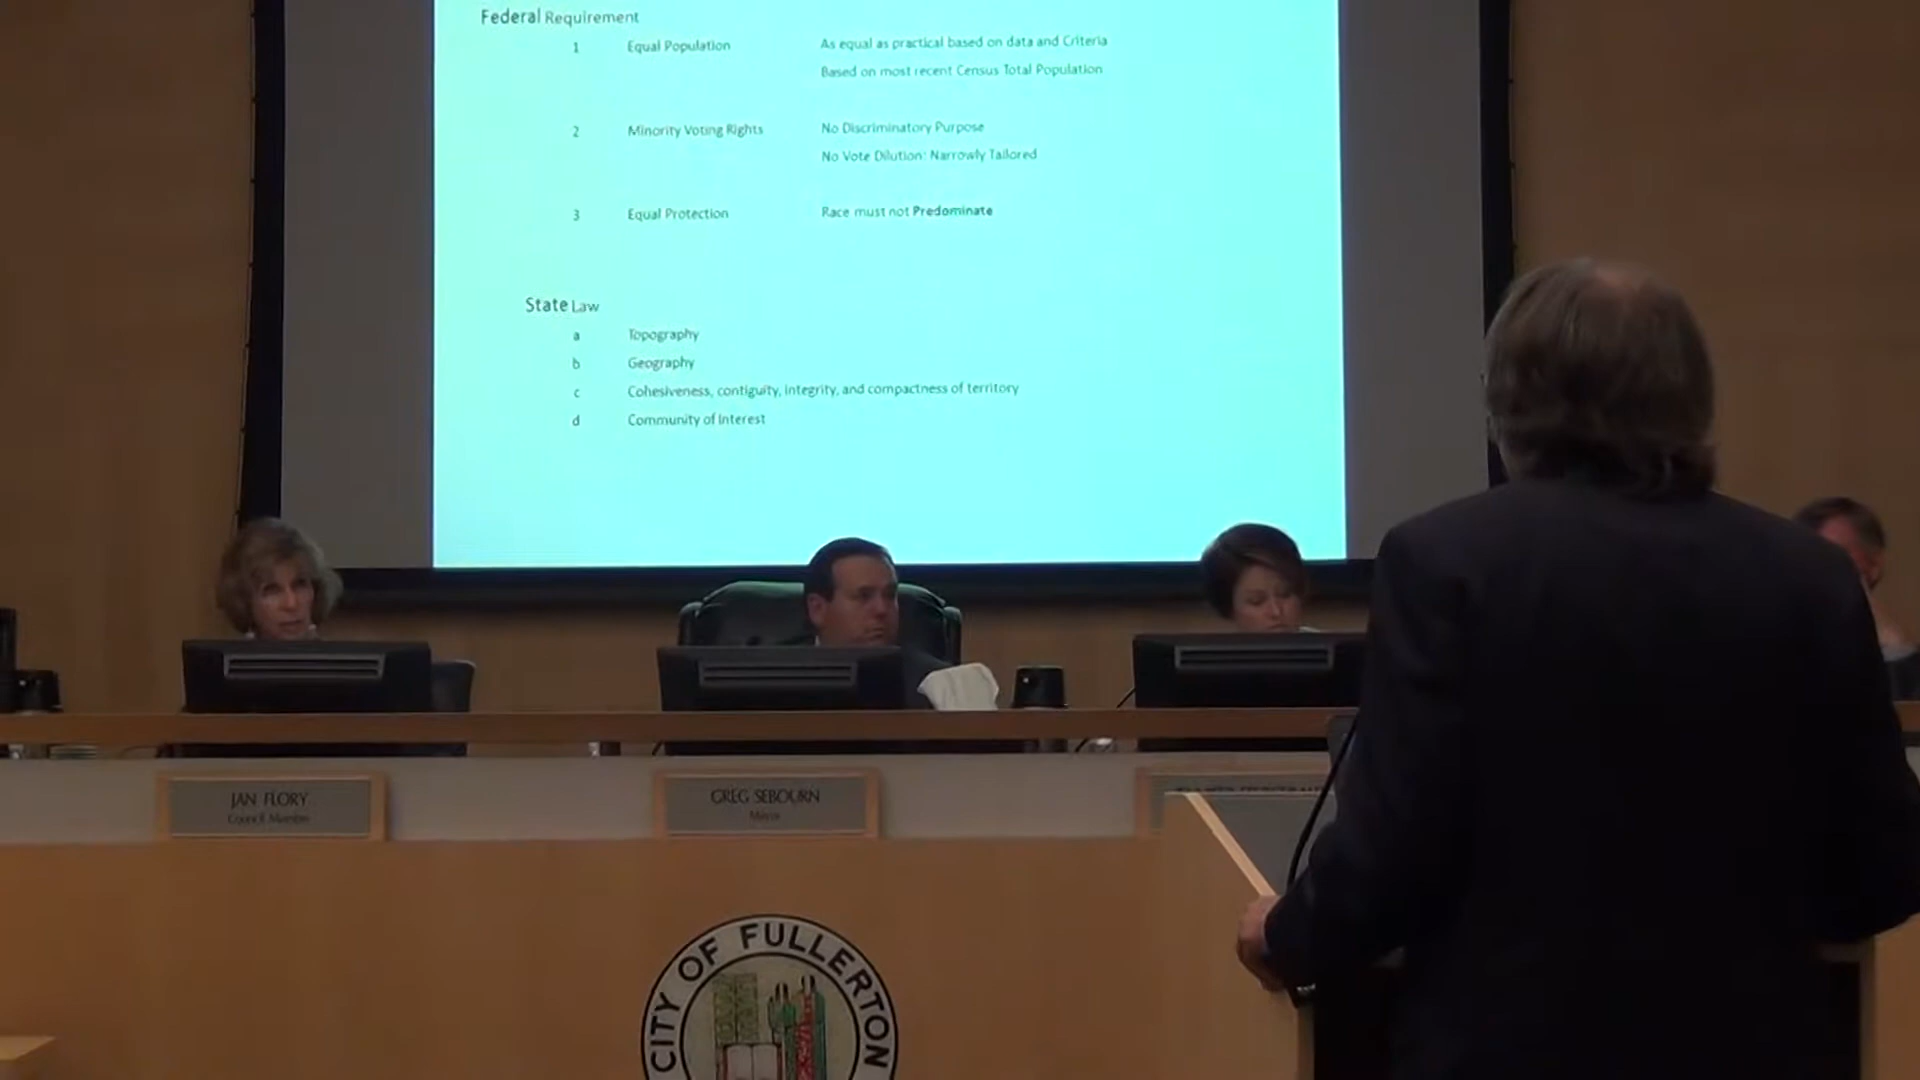 Federal Requirement
1 Equal Population As equal as practical based on data and Criteria
Based on most recent Census Total Population
2 Minority Voting Rights No Discriminatory Purpose
No Vote Dilution: Narrowly Tailored
3 Equal Protection Race must not Predominate
State Law
a Topography
b Geography
c Cohesiveness, contiguity, integrity, and compactness of territory
d Community of Interest
JAN FLORY
Council Member
GREG SEBOURN
Mayor
CITY OF FULLERTON